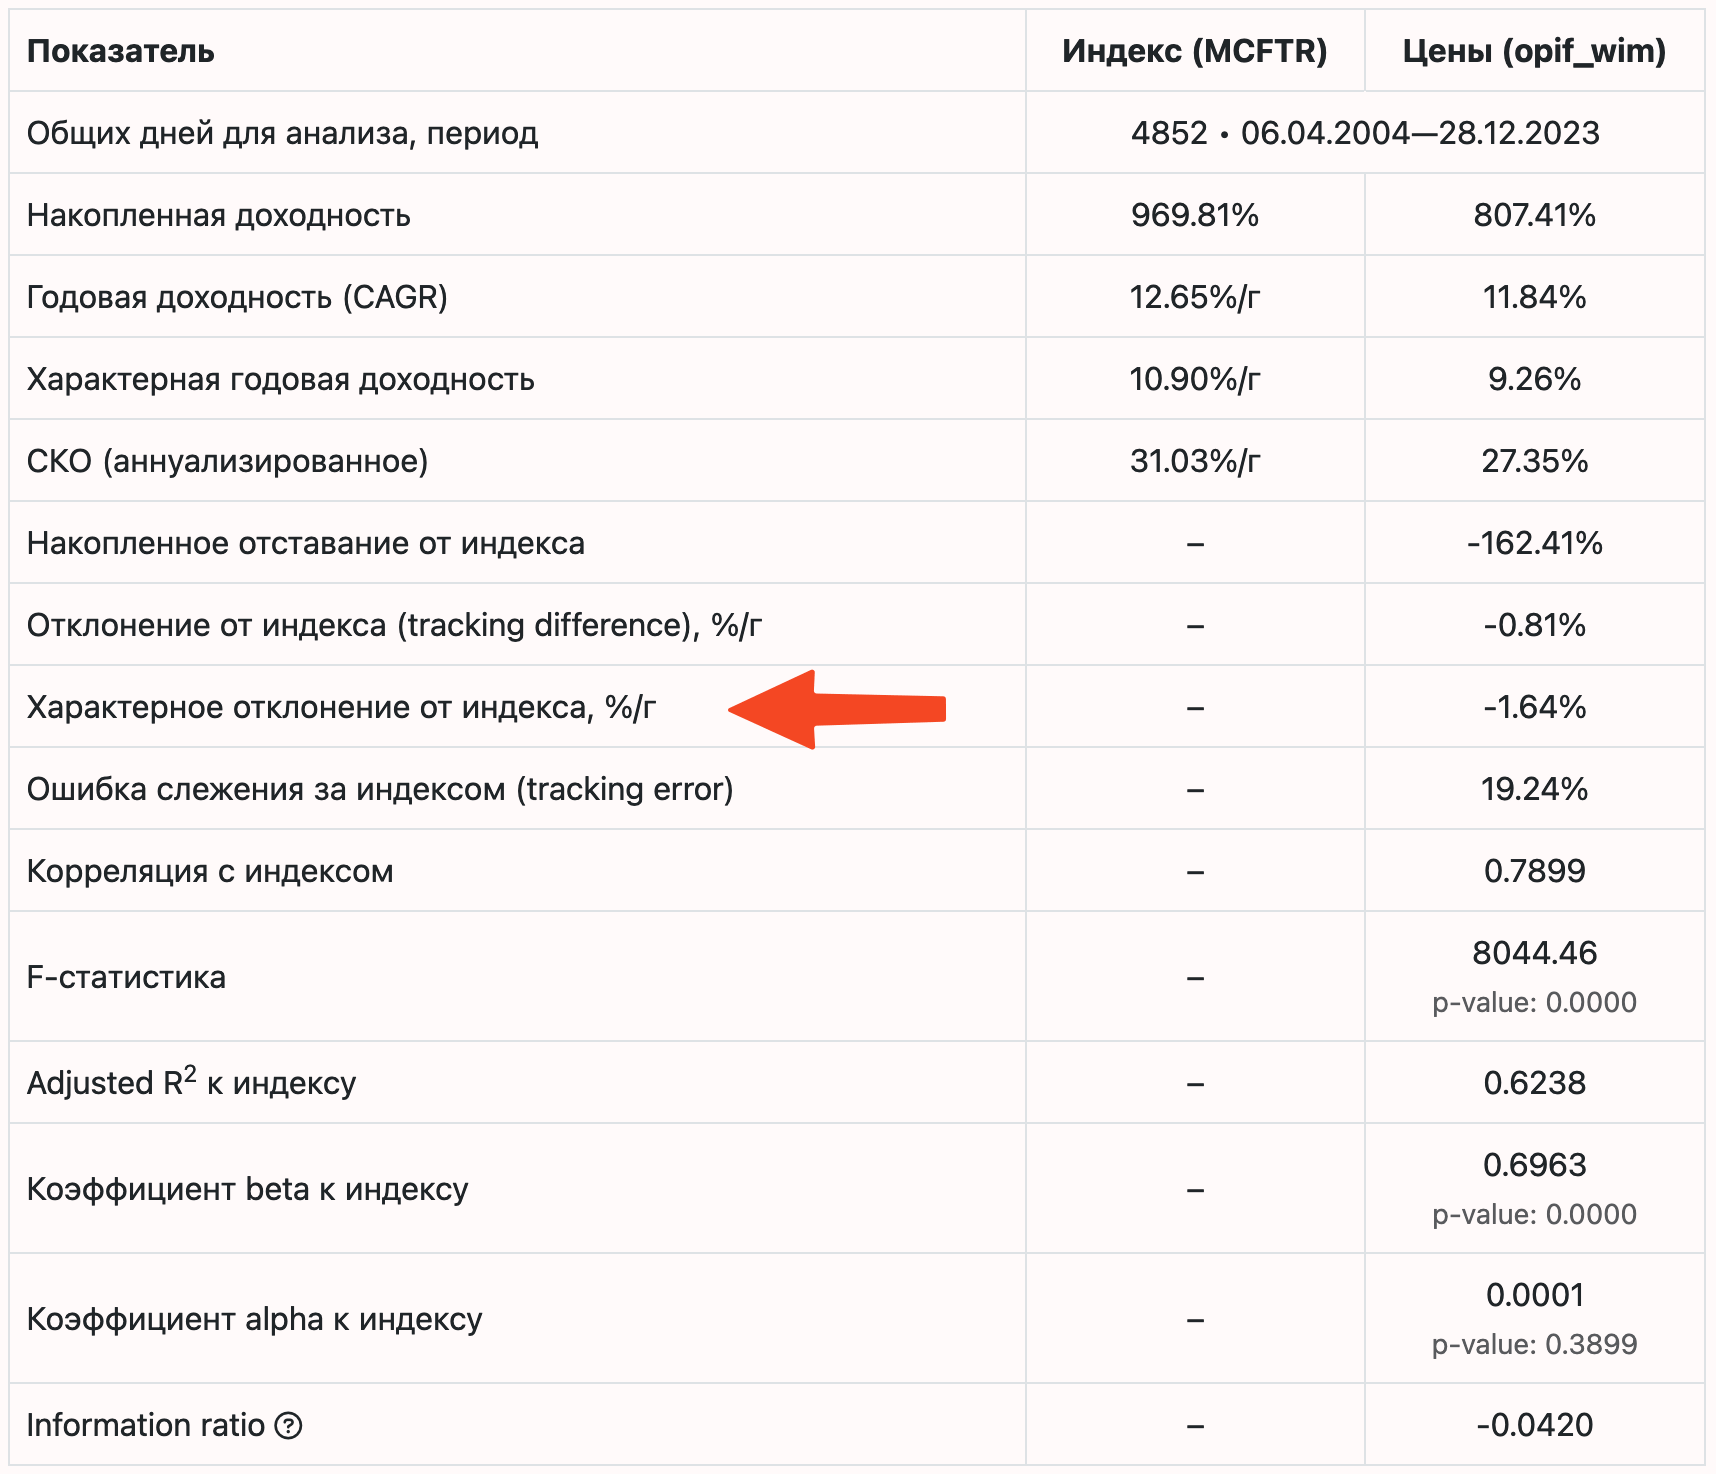 Показатель Индекс (MCFTR) Цены (opif_wim)
Общих дней для анализа, период 4852 • 06.04.2004—28.12.2023
Накопленная доходность 969.81% 807.41%
Годовая доходность (CAGR) 12.65%/г 11.84%
Характерная годовая доходность 10.90%/г 9.26%
СКО (аннуализированное) 31.03%/г 27.35%
Накопленное отставание от индекса – -162.41%
Отклонение от индекса (tracking difference), %/г – -0.81%
Характерное отклонение от индекса, %/г – -1.64%
Ошибка слежения за индексом (tracking error) – 19.24%
Корреляция с индексом – 0.7899
F-статистика – 8044.46
p-value: 0.0000
Adjusted R² к индексу – 0.6238
Коэффициент beta к индексу – 0.6963
p-value: 0.0000
Коэффициент alpha к индексу – 0.0001
p-value: 0.3899
Information ratio ? – -0.0420